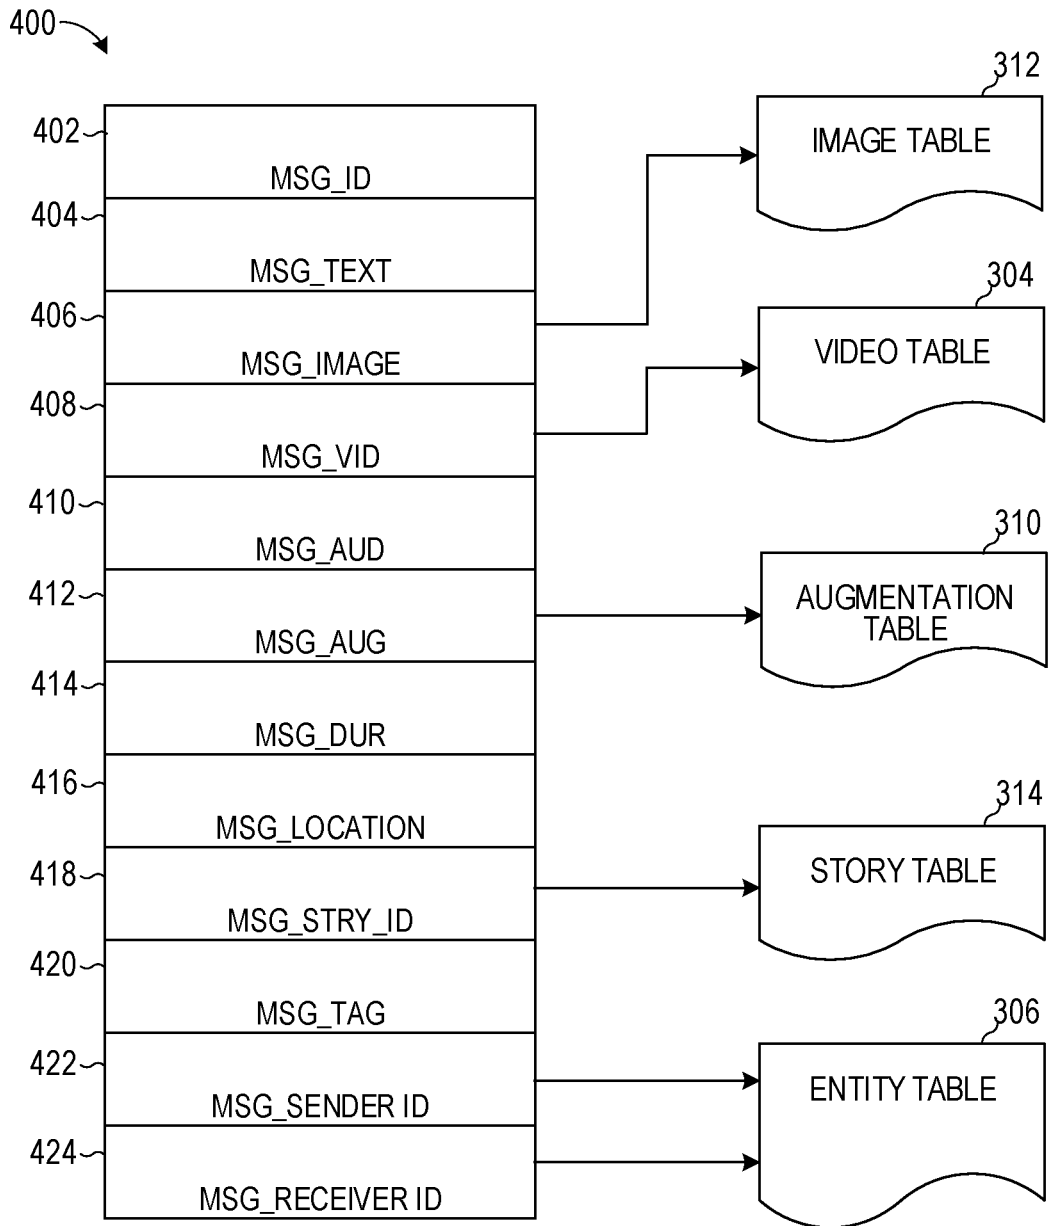 400
312
402
IMAGE TABLE
MSG_ID
404
MSG_TEXT
304
406
VIDEO TABLE
MSG_IMAGE
408
MSG_VID
410
310
MSG_AUD
412
AUGMENTATION
TABLE
MSG_AUG
414
MSG_DUR
416
314
MSG_LOCATION
418
STORY TABLE
MSG_STRY_ID
420
MSG_TAG
306
422
ENTITY TABLE
MSG_SENDER ID
424
MSG_RECEIVER ID